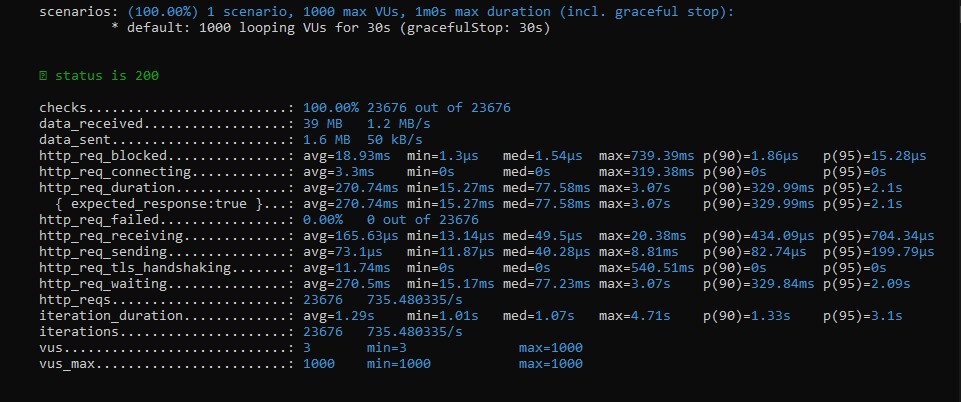 scenarios: (100.00%) 1 scenario, 1000 max VUs, 1m0s max duration (incl. graceful stop):
* default: 1000 looping VUs for 30s (gracefulStop: 30s)
status is 200
checks.........................: 100.00% 23676 out of 23676
data_received..................: 39 MB 1.2 MB/s
data_sent......................: 1.6 MB 50 kB/s
http_req_blocked...............: avg=18.93ms min=1.3µs med=1.54µs max=739.39ms p(90)=1.86µs p(95)=15.28µs
http_req_connecting............: avg=3.3ms min=0s med=0s max=319.38ms p(90)=0s p(95)=0s
http_req_duration..............: avg=270.74ms min=15.27ms med=77.58ms max=3.07s p(90)=329.99ms p(95)=2.1s
{ expected_response:true }...: avg=270.74ms min=15.27ms med=77.58ms max=3.07s p(90)=329.99ms p(95)=2.1s
http_req_failed................: 0.00% 0 out of 23676
http_req_receiving.............: avg=165.63µs min=13.14µs med=49.5µs max=20.38ms p(90)=434.09µs p(95)=704.34µs
http_req_sending...............: avg=73.1µs min=11.87µs med=40.28µs max=8.81ms p(90)=82.74µs p(95)=199.79µs
http_req_tls_handshaking.......: avg=11.74ms min=0s med=0s max=540.51ms p(90)=0s p(95)=0s
http_req_waiting...............: avg=270.5ms min=15.17ms med=77.23ms max=3.07s p(90)=329.84ms p(95)=2.09s
http_reqs......................: 23676 735.480335/s
iteration_duration.............: avg=1.29s min=1.01s med=1.07s max=4.71s p(90)=1.33s p(95)=3.1s
iterations.....................: 23676 735.480335/s
vus............................: 3 min=3 max=1000
vus_max........................: 1000 min=1000 max=1000